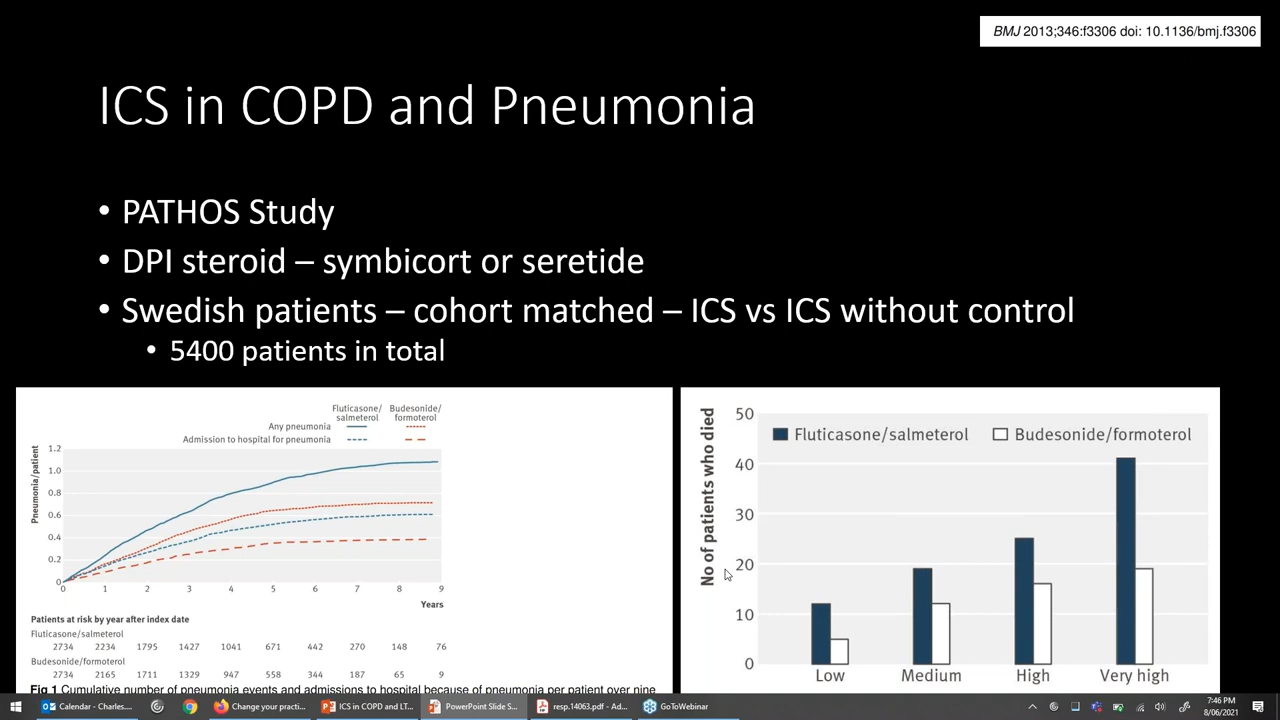 BMJ 2013;346:f3306 doi: 10.1136/bmj.f3306
ICS in COPD and Pneumonia
• PATHOS Study
• DPI steroid – symbicort or seretide
• Swedish patients – cohort matched – ICS vs ICS without control
• 5400 patients in total
Fluticasone/ Budesonide/
salmeterol formoterol
Any pneumonia
Admission to hospital for pneumonia
Pneumonia/patient
1.2
1.0
0.8
0.6
0.4
0.2
0
0 1 2 3 4 5 6 7 8 9
Years
Patients at risk by year after index date
Fluticasone/salmeterol
2734 2234 1795 1427 1041 671 442 270 148 76
Budesonide/formoterol
2734 2165 1711 1329 947 558 344 187 65 9
Fig 1 Cumulative number of pneumonia events and admissions to hospital because of pneumonia per patient over nine
No of patients who died
50
40
30
20
10
0
Fluticasone/salmeterol Budesonide/formoterol
Low Medium High Very high
Calendar - Charles.... Change your practi... ICS in COPD and LT... PowerPoint Slide S... resp.14063.pdf - Ad... GoToWebinar
7:46 PM
8/06/2021